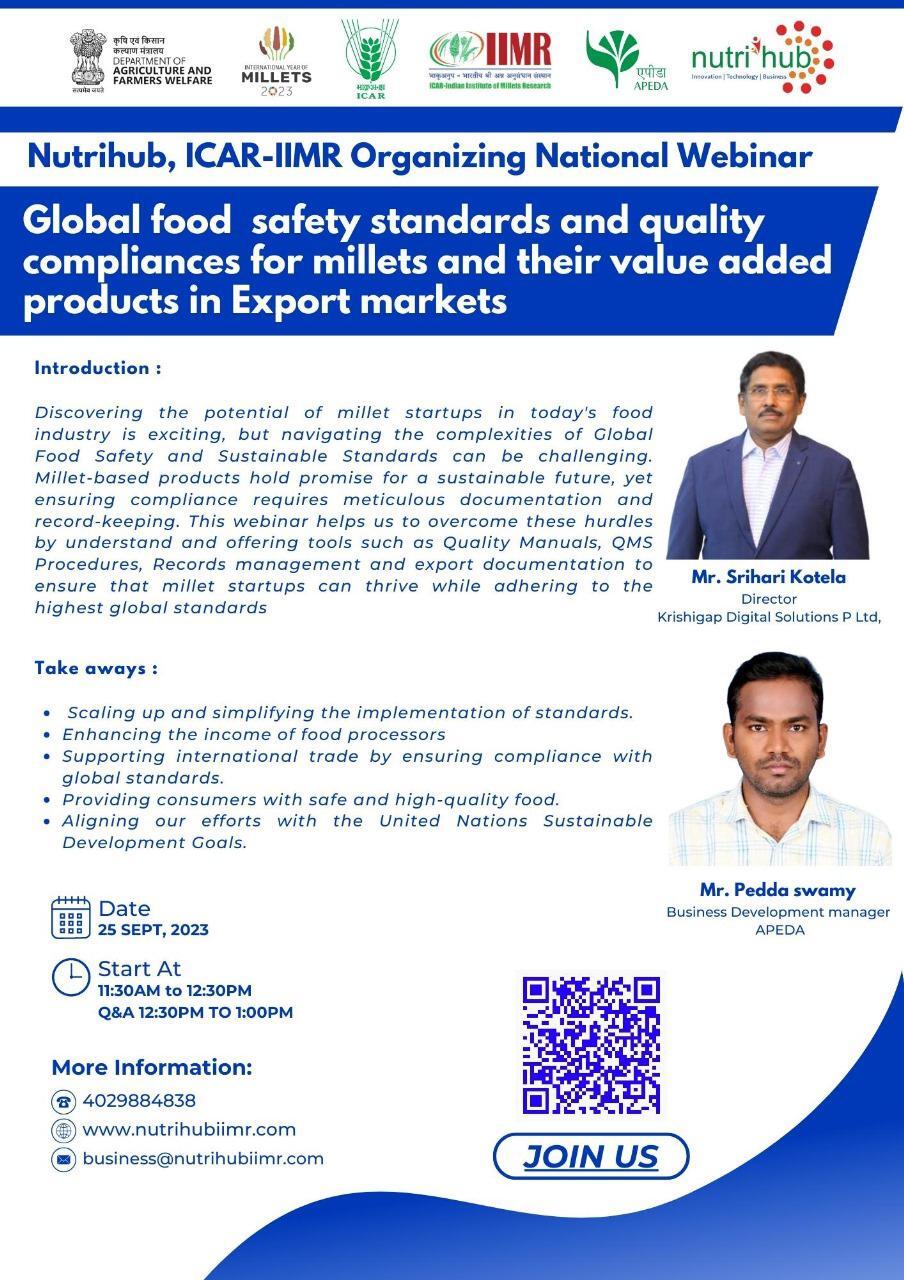 कृषि एवं किसान
कल्याण मंत्रालय
DEPARTMENT OF
AGRICULTURE AND
FARMERS WELFARE
सत्यमेव जयते
INTERNATIONAL YEAR OF
MILLETS
2023
भाकृअनुप
ICAR
IIMR
भाकृअनुप - भारतीय श्री अन्न अनुसंधान संस्थान
ICAR-Indian Institute of Millets Research
एपीडा
APEDA
nutri hub
Innovation | Technology | Business
Nutrihub, ICAR-IIMR Organizing National Webinar
Global food safety standards and quality
compliances for millets and their value added
products in Export markets
Introduction :
Discovering the potential of millet startups in today's food
industry is exciting, but navigating the complexities of Global
Food Safety and Sustainable Standards can be challenging.
Millet-based products hold promise for a sustainable future, yet
ensuring compliance requires meticulous documentation and
record-keeping. This webinar helps us to overcome these hurdles
by understand and offering tools such as Quality Manuals, QMS
Procedures, Records management and export documentation to
ensure that millet startups can thrive while adhering to the
highest global standards
Mr. Srihari Kotela
Director
Krishigap Digital Solutions P Ltd,
Take aways :
• Scaling up and simplifying the implementation of standards.
• Enhancing the income of food processors
• Supporting international trade by ensuring compliance with
global standards.
• Providing consumers with safe and high-quality food.
• Aligning our efforts with the United Nations Sustainable
Development Goals.
Mr. Pedda swamy
Business Development manager
APEDA
Date
25 SEPT, 2023
Start At
11:30AM to 12:30PM
Q&A 12:30PM TO 1:00PM
More Information:
4029884838
www.nutrihubiimr.com
business@nutrihubiimr.com
JOIN US